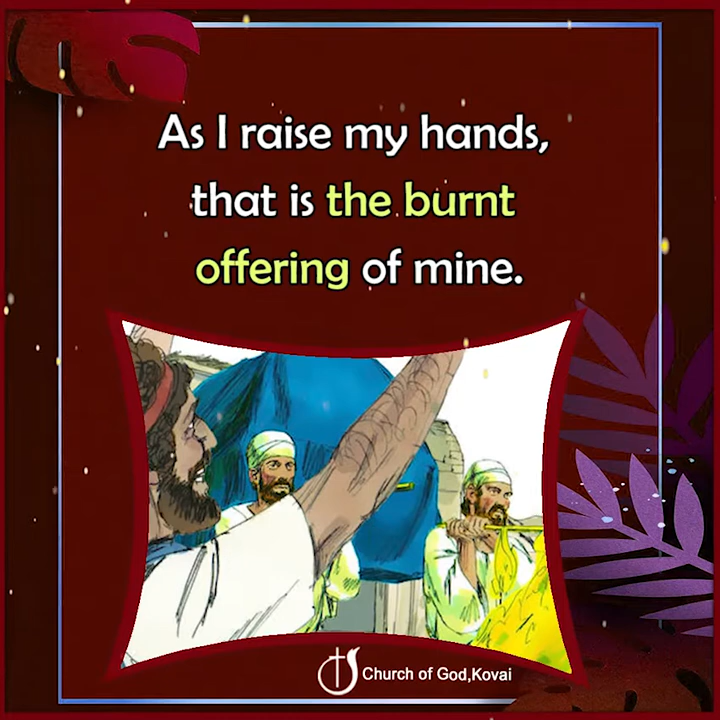 As I raise my hands,
that is the burnt
offering of mine.
Church of God,Kovai